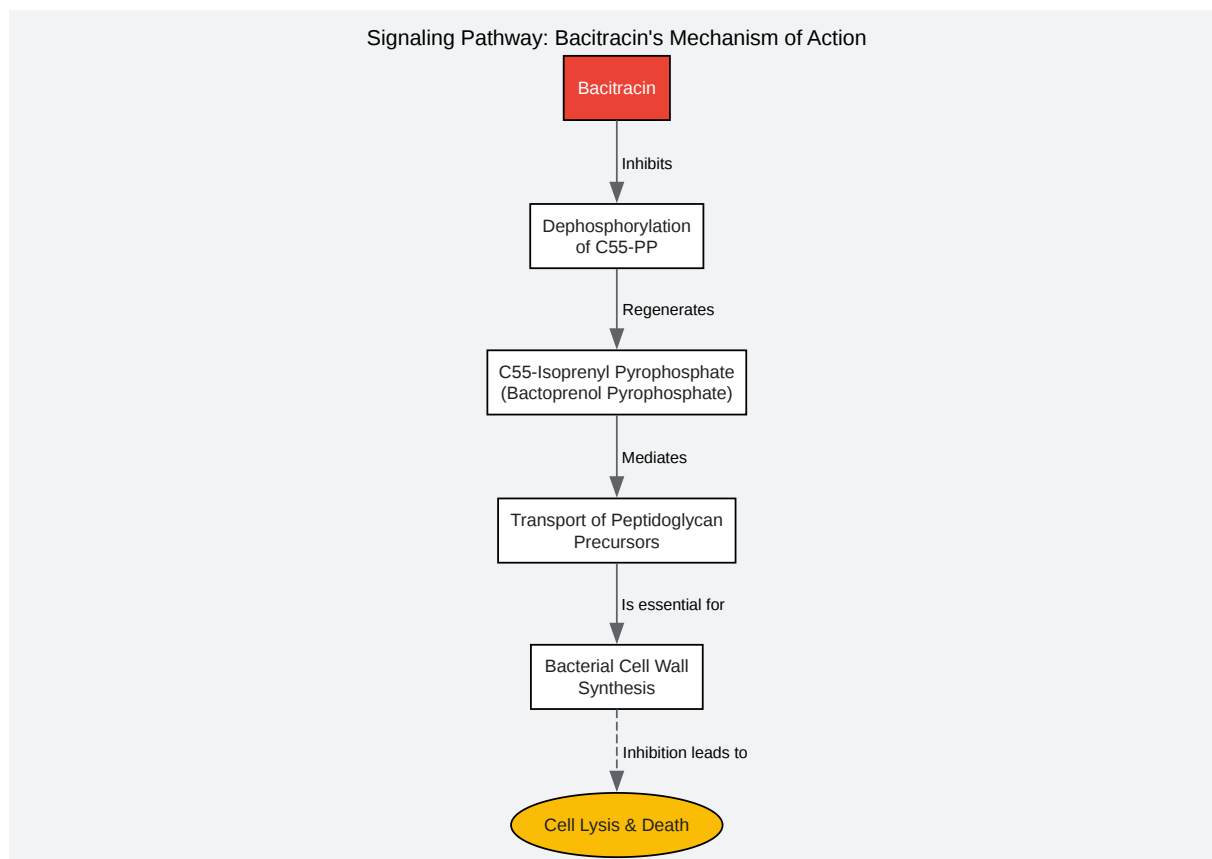 Signaling Pathway: Bacitracin's Mechanism of Action
Bacitracin
Inhibits
Dephosphorylation
of C55-PP
Regenerates
C55-Isoprenyl Pyrophosphate
(Bactoprenol Pyrophosphate)
Mediates
Transport of Peptidoglycan
Precursors
Is essential for
Bacterial Cell Wall
Synthesis
Inhibition leads to
Cell Lysis & Death